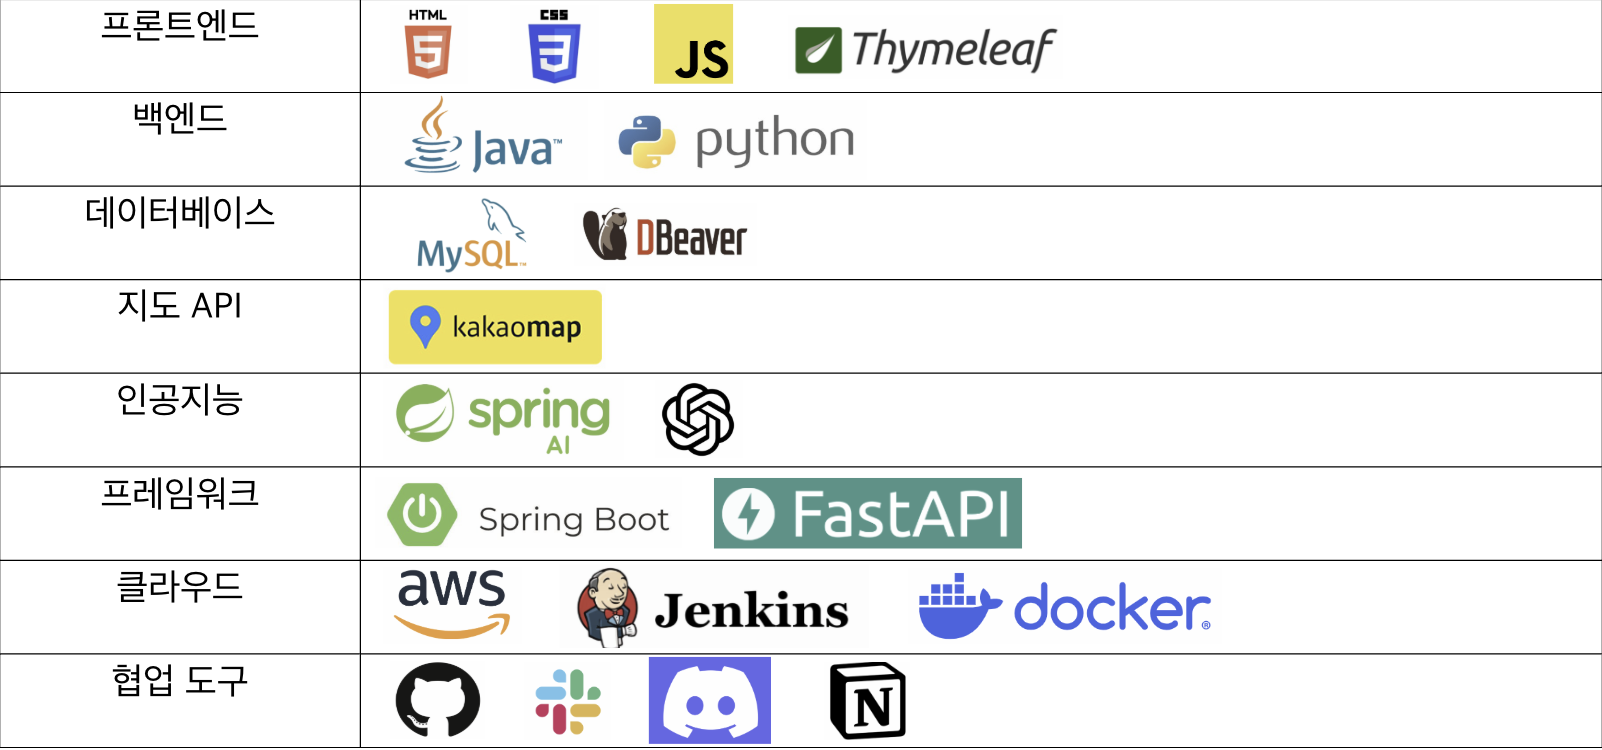 프론트엔드
HTML
5
CSS
3
JS
Thymeleaf
백엔드
Java™
python
데이터베이스
MySQL™
DBeaver
지도 API
kakaomap
인공지능
spring
AI
프레임워크
Spring Boot
FastAPI
클라우드
aws
Jenkins
docker®
협업 도구
N